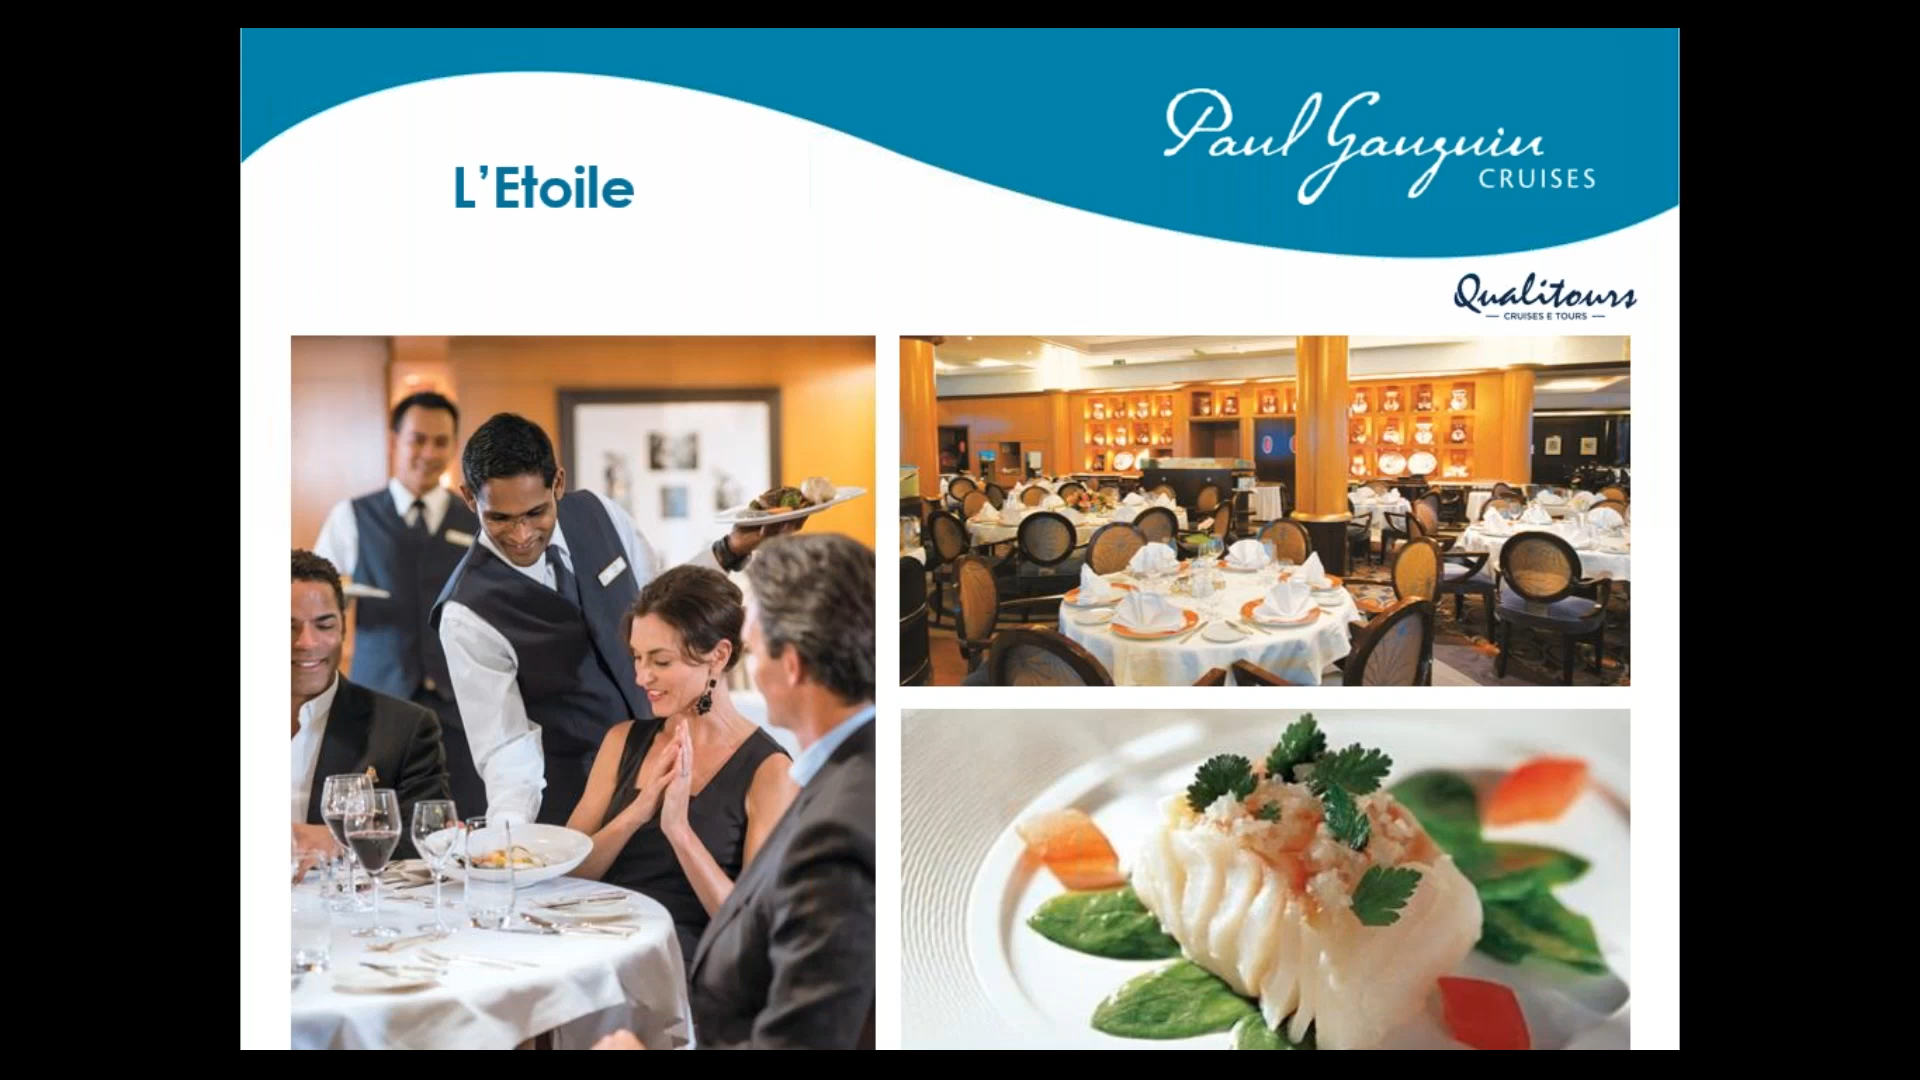 Paul Gauguin
CRUISES
L’Etoile
Qualitours
— CRUISES E TOURS —